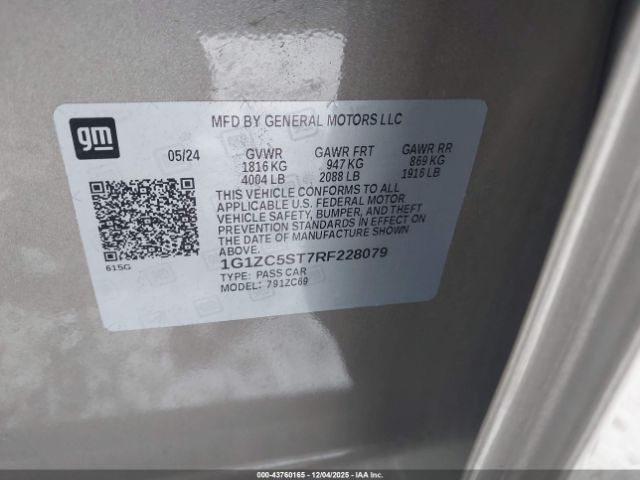 MFD BY GENERAL MOTORS LLC
gm
05/24 GVWR GAWR FRT GAWR RR
1816 KG 947 KG 869 KG
4004 LB 2088 LB 1916 LB
THIS VEHICLE CONFORMS TO ALL
APPLICABLE U.S. FEDERAL MOTOR
VEHICLE SAFETY, BUMPER, AND THEFT
PREVENTION STANDARDS IN EFFECT ON
THE DATE OF MANUFACTURE SHOWN
ABOVE.
615G
1G1ZC5ST7RF228079
TYPE: PASS CAR
MODEL: 791ZC69
000-43760165 - 12/04/2025 - IAAI.COM